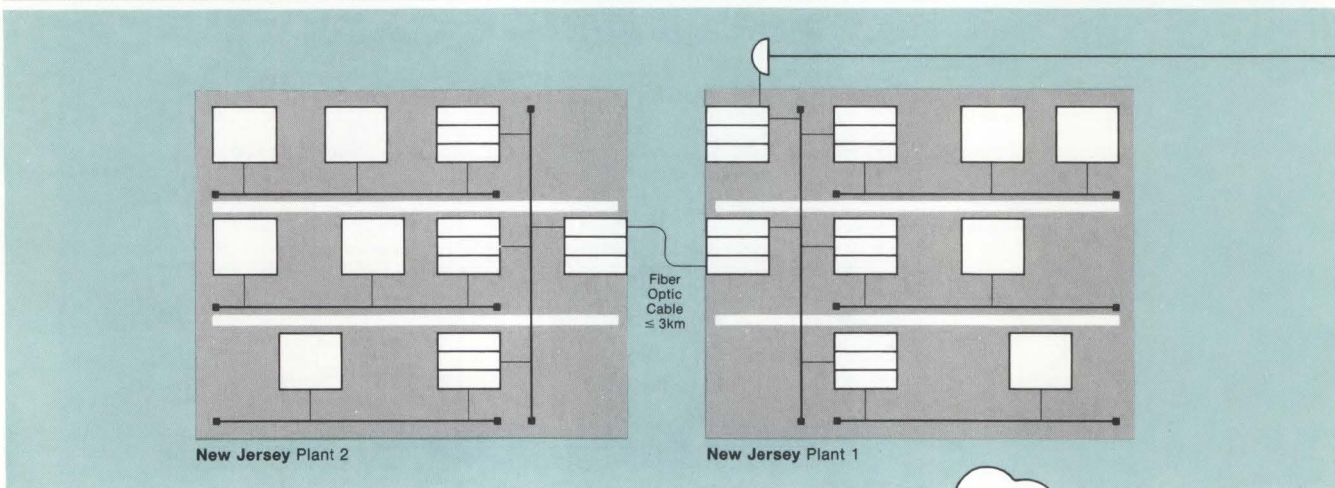 Fiber
Optic
Cable
≤ 3km
New Jersey Plant 2
New Jersey Plant 1